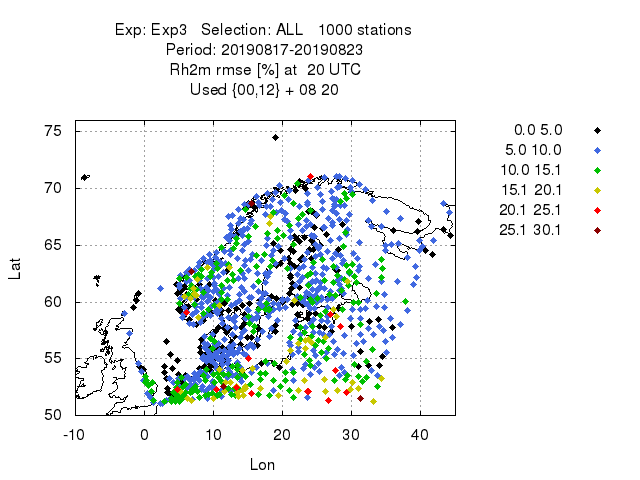 Exp: Exp3   Selection: ALL   1000 stations
Period: 20190817-20190823
Rh2m rmse [%] at  20 UTC
Used {00,12} + 08 20
0.0 5.0
5.0 10.0
10.0 15.1
15.1 20.1
20.1 25.1
25.1 30.1
75
70
65
60
55
50
Lat
-10 0 10 20 30 40
Lon